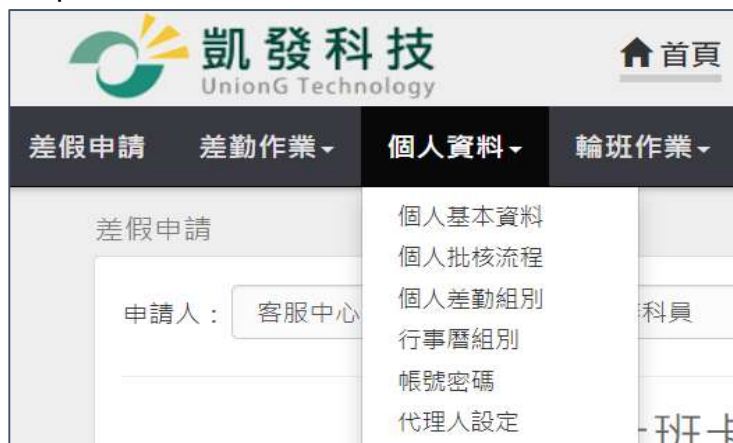 凱發科技
UnionG Technology
首頁
差假申請 差勤作業 個人資料 輪班作業
差假申請
個人基本資料
個人批核流程
申請人： 客服中心 個人差勤組別 科員
行事曆組別
帳號密碼
代理人設定
班